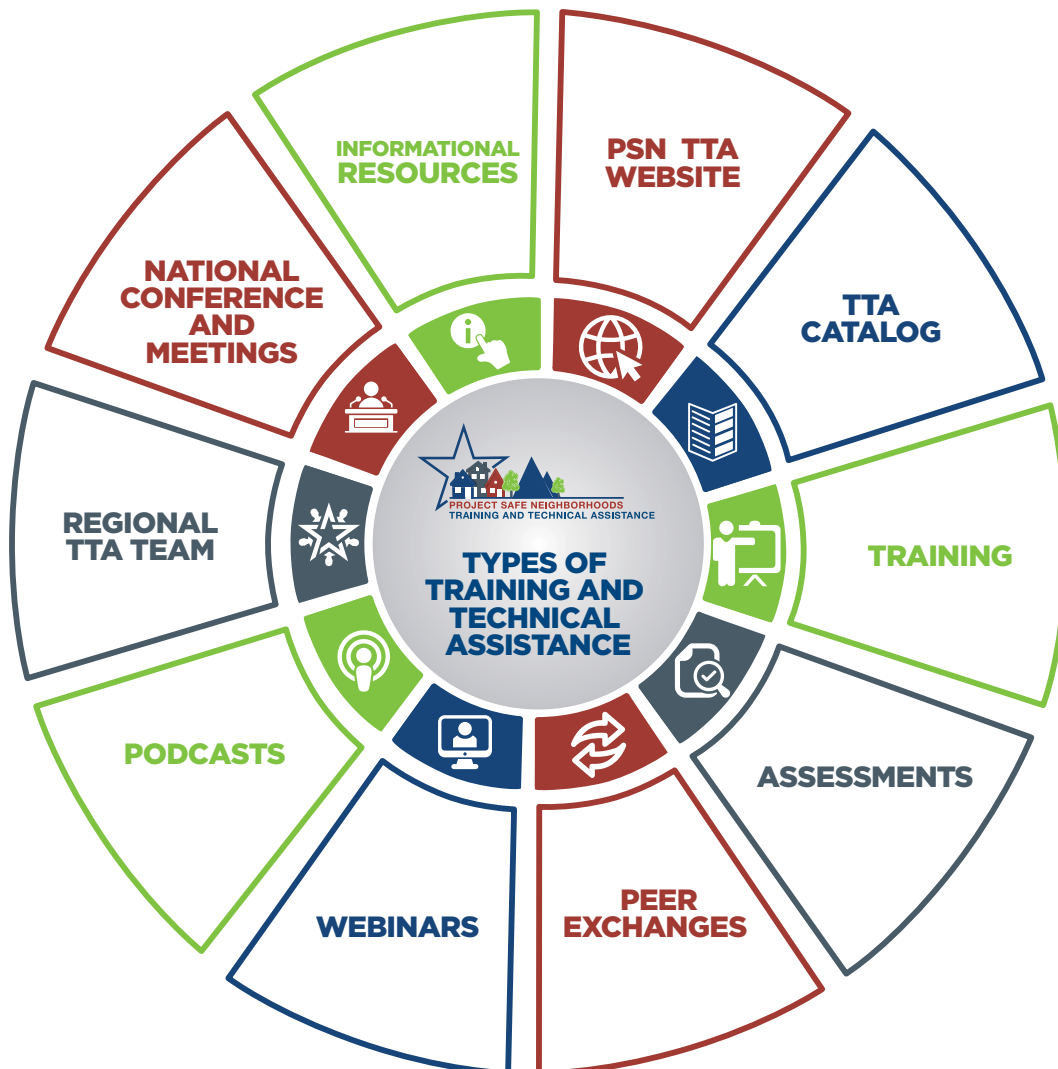 INFORMATIONAL
RESOURCES
PSN TTA
WEBSITE
TTA
CATALOG
TRAINING
ASSESSMENTS
PEER
EXCHANGES
WEBINARS
PODCASTS
REGIONAL
TTA TEAM
NATIONAL
CONFERENCE
AND
MEETINGS
PROJECT SAFE NEIGHBORHOODS
TRAINING AND TECHNICAL ASSISTANCE
TYPES OF
TRAINING AND
TECHNICAL
ASSISTANCE